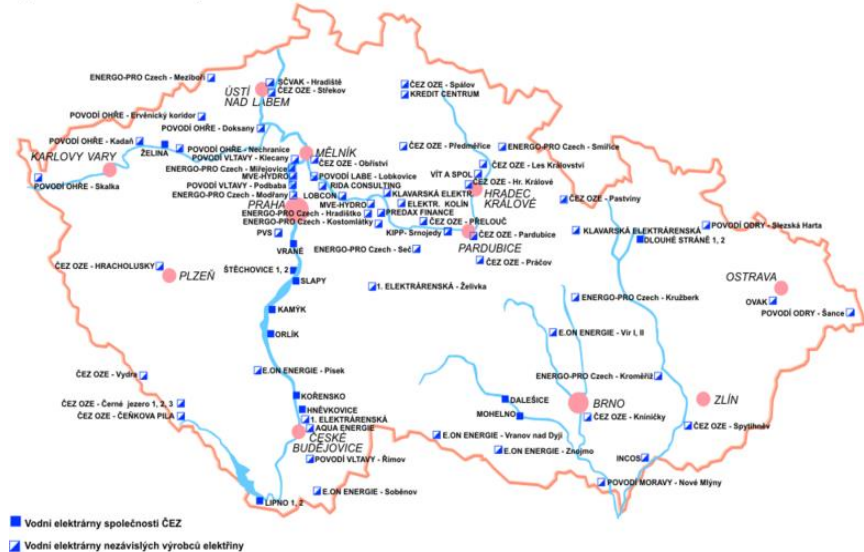 ENERGO-PRO Czech - Meziboří
SČVAK - Hradiště
ČEZ OZE - Střekov
ÚSTÍ
NAD LABEM
ČEZ OZE - Spálov
KREDIT CENTRUM
POVODÍ OHŘE - Ervěnický koridor
POVODÍ OHŘE - Doksany
POVODÍ OHŘE - Kadaň
ŽELINA
POVODÍ OHŘE - Nechranice
MĚLNÍK
ČEZ OZE - Předměřice
ENERGO-PRO Czech - Smiřice
KARLOVY VARY
POVODÍ VLTAVY - Klecany
ČEZ OZE - Obříství
ČEZ OZE - Les Království
POVODÍ OHŘE - Skalka
ENERGO-PRO Czech - Miřejovice
MVE-HYDRO
POVODÍ LABE - Lobkovice
VÍT A SPOL
POVODÍ VLTAVY - Podbaba
RIDA CONSULTING
ČEZ OZE - Hr. Králové
HRADEC
KRÁLOVÉ
ENERGO-PRO Czech - Modřany
LOBCON
KLAVARSKÁ ELEKTR.
PRAHA
MVE-HYDRO
ELEKTR. KOLÍN
ČEZ OZE - Pastviny
ENERGO-PRO Czech - Hradištko
PREDAX FINANCE
ENERGO-PRO Czech - Kostomlátky
ČEZ OZE - PŘELOUČ
POVODÍ ODRY - Slezská Harta
PVS
KIPP- Srnojedy
ČEZ OZE - Pardubice
KLAVARSKÁ ELEKTRÁRENSKÁ
DLOUHÉ STRÁNĚ 1, 2
VRANÉ
ENERGO-PRO Czech - Seč
PARDUBICE
ČEZ OZE - Práčov
ČEZ OZE - HRACHOLUSKY
PLZEŇ
ŠTĚCHOVICE 1, 2
SLAPY
1. ELEKTRÁRENSKÁ - Želivka
OSTRAVA
ENERGO-PRO Czech - Kružberk
OVAK
KAMÝK
POVODÍ ODRY - Šance
ORLÍK
E.ON ENERGIE - Vír I, II
E.ON ENERGIE - Písek
ČEZ OZE - Vydra
ENERGO-PRO Czech - Kroměříž
KOŘENSKO
ČEZ OZE - Černé jezero 1, 2, 3
HNĚVKOVICE
DALEŠICE
BRNO
ZLÍN
ČEZ OZE - ČEŇKOVA PILA
1. ELEKTRÁRENSKÁ
MOHELNO
ČEZ OZE - Kníničky
AQUA ENERGIE
ČEZ OZE - Spytihněv
ČESKÉ
BUDĚJOVICE
E.ON ENERGIE - Vranov nad Dyjí
E.ON ENERGIE - Znojmo
POVODÍ VLTAVY - Římov
INCOS
POVODÍ MORAVY - Nové Mlýny
E.ON ENERGIE - Soběnov
LIPNO 1, 2
Vodní elektrárny společnosti ČEZ
Vodní elektrárny nezávislých výrobců elektřiny